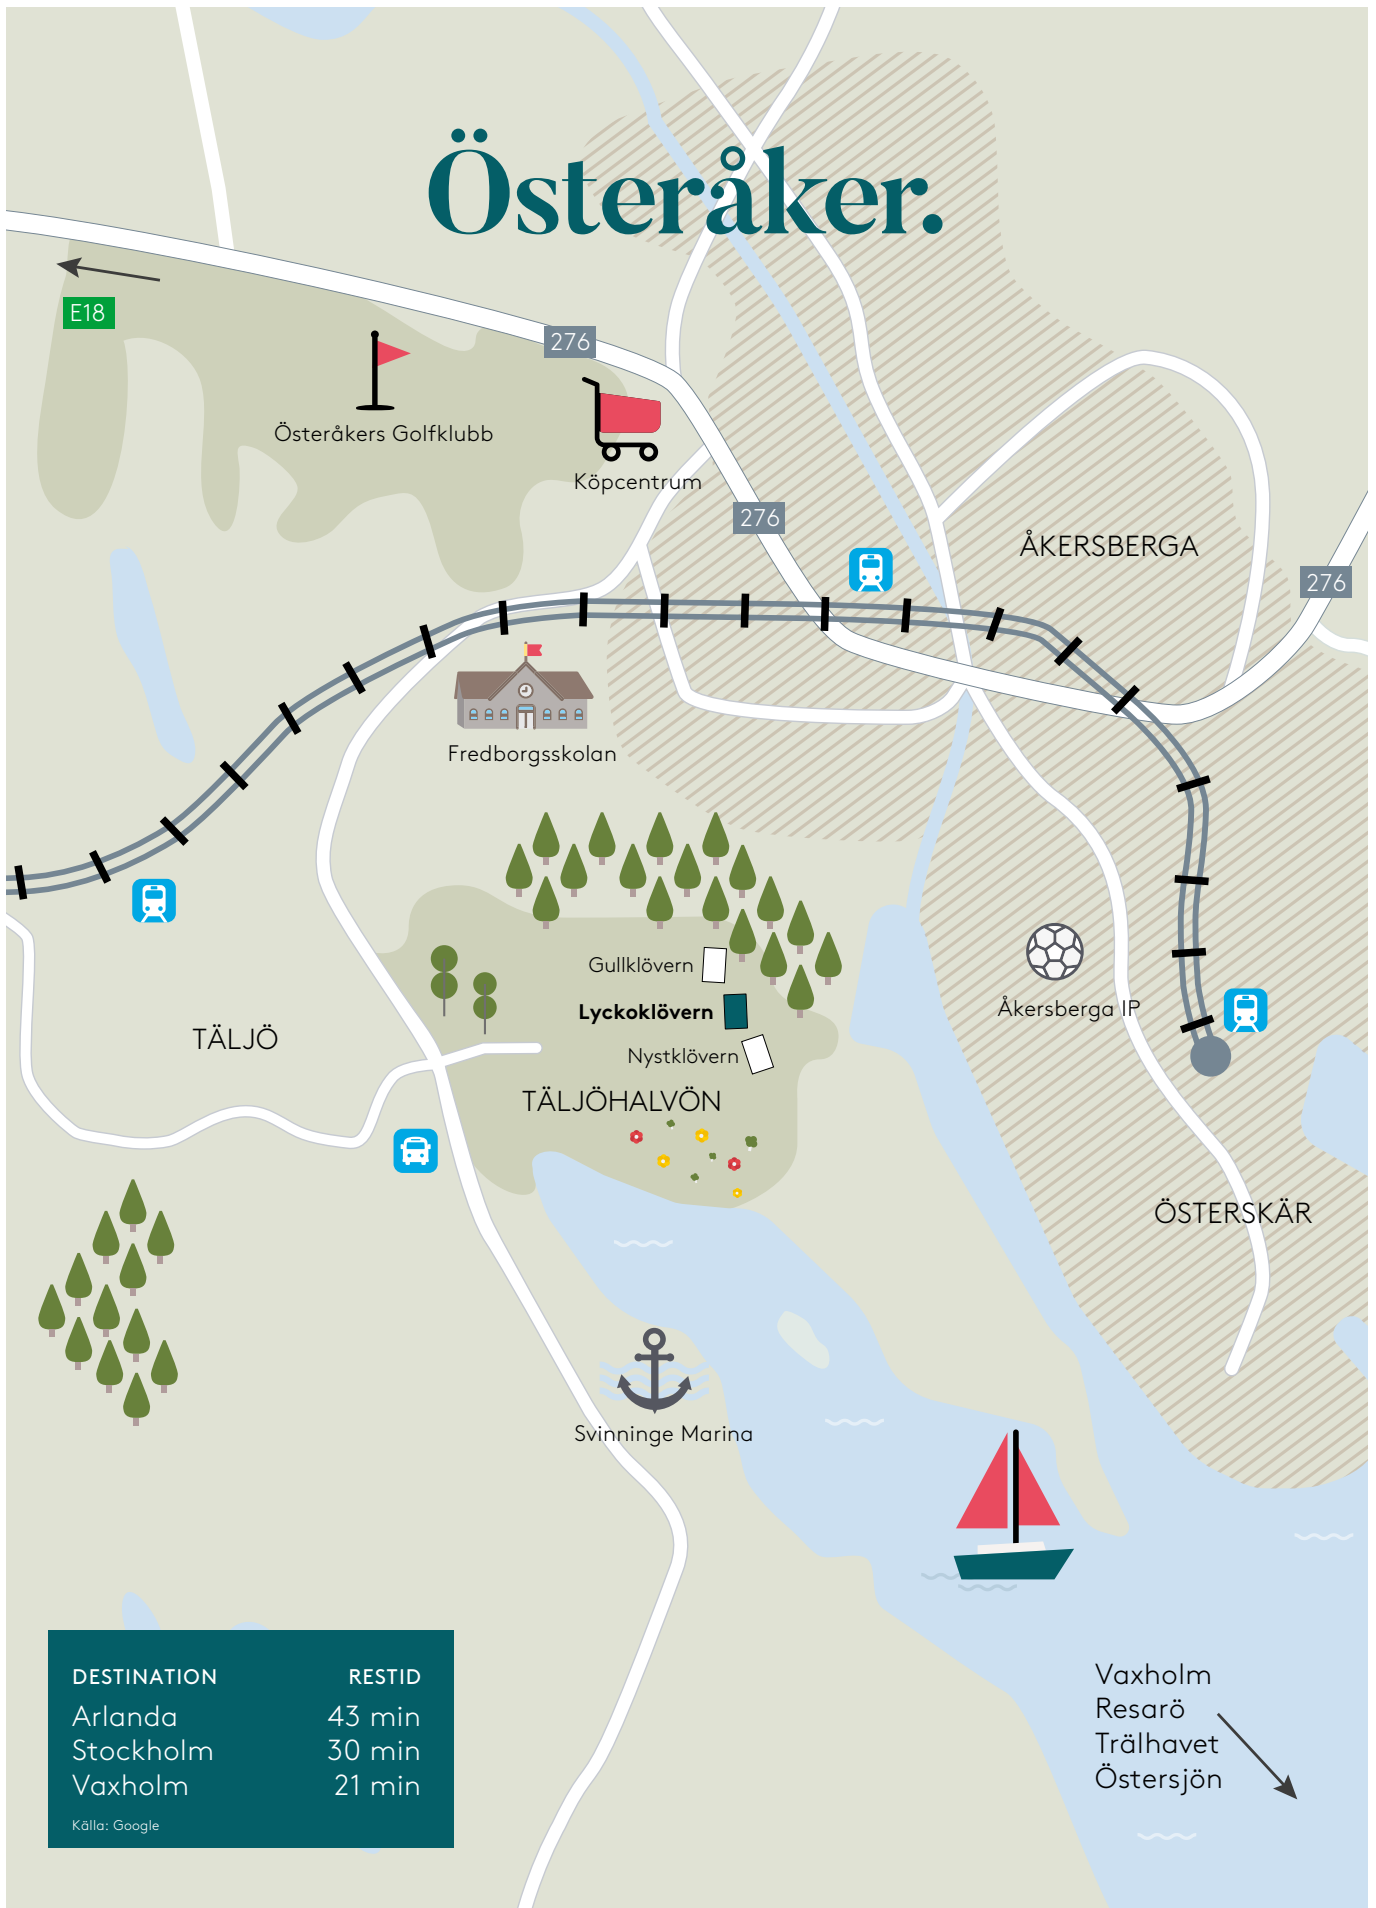 Österåker.
E18
276
Österåkers Golfklubb
Köpcentrum
276
ÅKERSBERGA
276
Fredborgsskolan
Gullklövern
Lyckoklövern
Nystklövern
Åkersberga IP
TÄLJÖ
TÄLJÖHALVÖN
ÖSTERSKÄR
Svinninge Marina
DESTINATION RESTID
Arlanda 43 min
Stockholm 30 min
Vaxholm 21 min
Källa: Google
Vaxholm
Resarö
Trälhavet
Östersjön